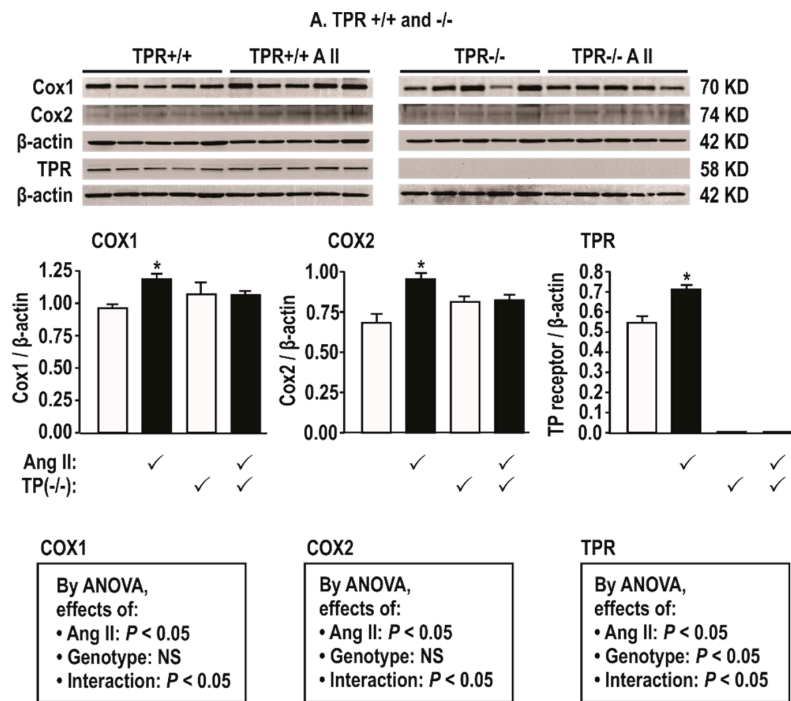 A. TPR +/+ and -/-
TPR+/+ TPR+/+ A II TPR-/- TPR-/- A II
Cox1 70 KD
Cox2 74 KD
β-actin 42 KD
TPR 58 KD
β-actin 42 KD
COX1 COX2 TPR
Cox1 / β-actin
1.25
1.00
0.75
0.50
0.25
0.00
*
Cox2 / β-actin
1.00
0.75
0.50
0.25
0.00
*
TP receptor / β-actin
0.8
0.7
0.6
0.5
0.4
0.3
0.2
0.1
0.0
*
Ang II: ✓ ✓ ✓ ✓ ✓ ✓
TP(-/-): ✓ ✓ ✓ ✓ ✓ ✓
COX1
By ANOVA,
effects of:
• Ang II: P < 0.05
• Genotype: NS
• Interaction: P < 0.05
COX2
By ANOVA,
effects of:
• Ang II: P < 0.05
• Genotype: NS
• Interaction: P < 0.05
TPR
By ANOVA,
effects of:
• Ang II: P < 0.05
• Genotype: P < 0.05
• Interaction: P < 0.05